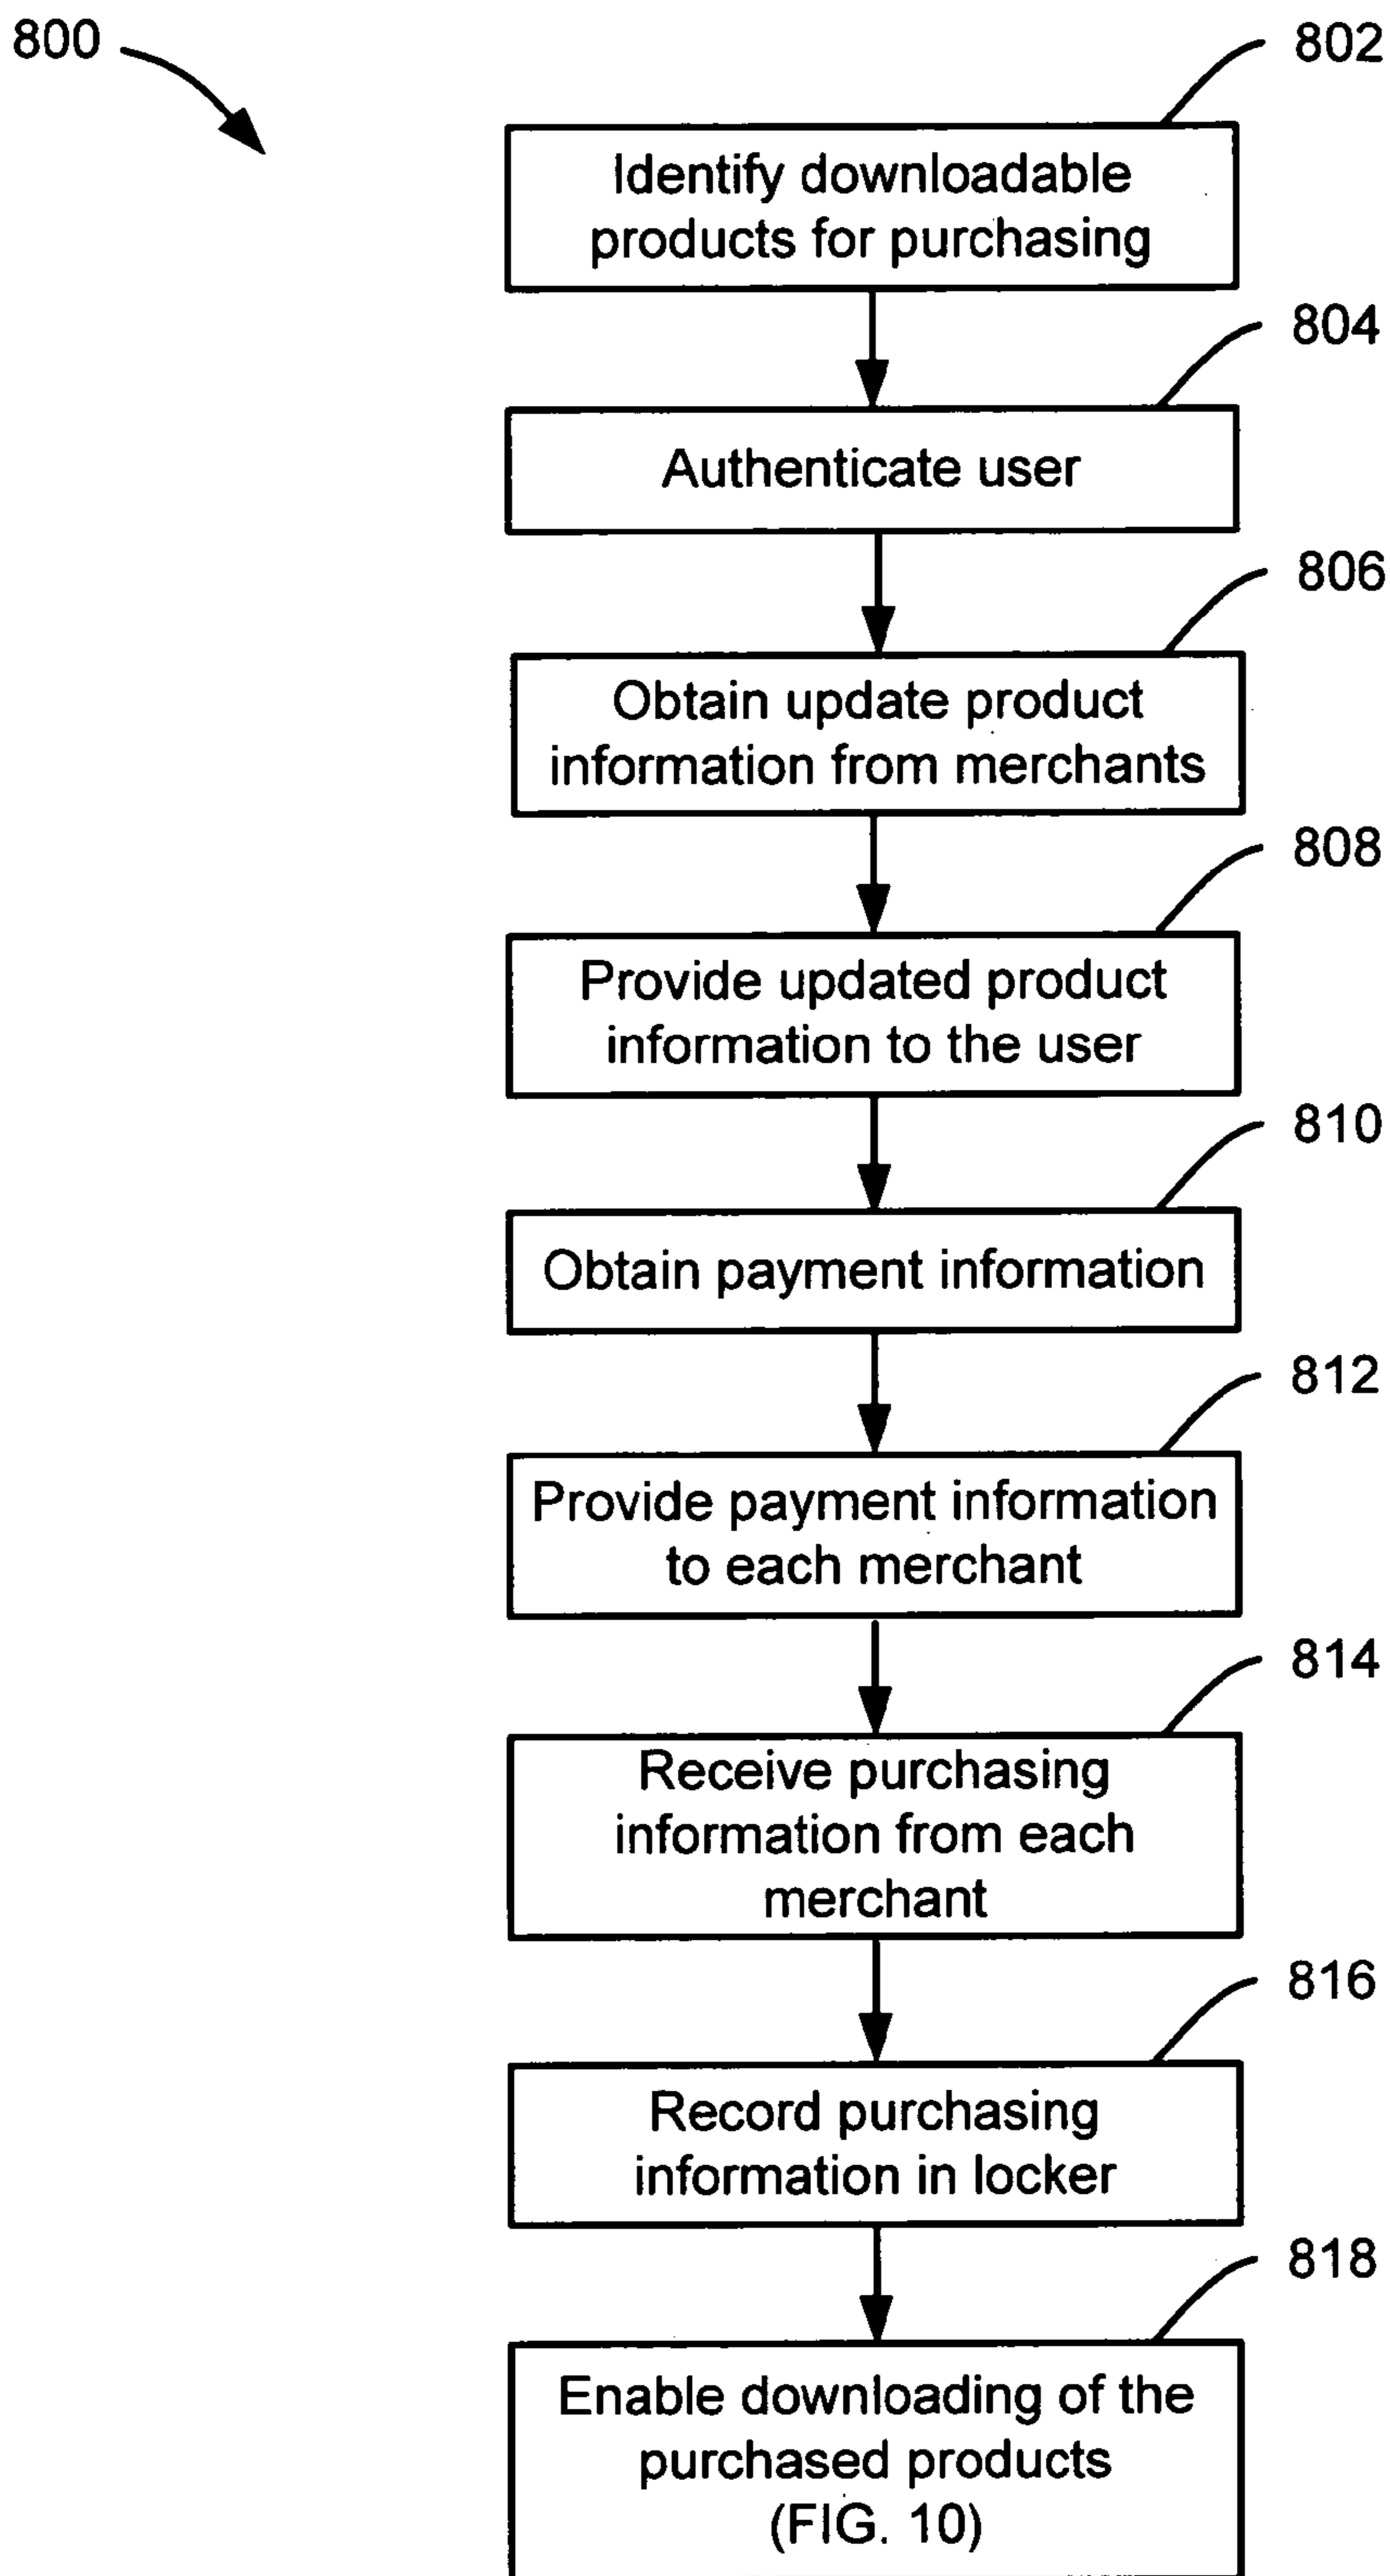 800
802
Identify downloadable
products for purchasing
804
Authenticate user
806
Obtain update product
information from merchants
808
Provide updated product
information to the user
810
Obtain payment information
812
Provide payment information
to each merchant
814
Receive purchasing
information from each
merchant
816
Record purchasing
information in locker
818
Enable downloading of the
purchased products
(FIG. 10)